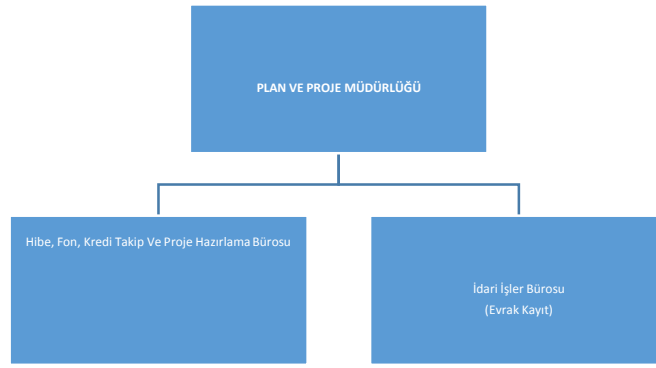 PLAN VE PROJE MÜDÜRLÜĞÜ
Hibe, Fon, Kredi Takip Ve Proje Hazırlama Bürosu
İdari İşler Bürosu
(Evrak Kayıt)